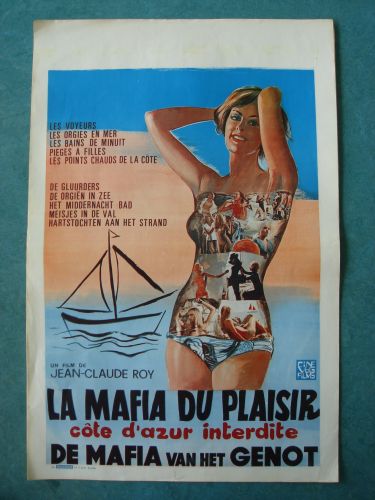 LES VOYEURS
LES ORGIES EN MER
LES BAINS DE MINUIT
PIEGES A FILLES
LES POINTS CHAUDS DE LA CÔTE
DE GLUURDERS
DE ORGIËN IN ZEE
HET MIDDERNACHT BAD
MEISJES IN DE VAL
HARTSTOCHTEN AAN HET STRAND
UN FILM DE
JEAN-CLAUDE ROY
LA MAFIA DU PLAISIR
côte d'azur interdite
DE MAFIA VAN HET GENOT